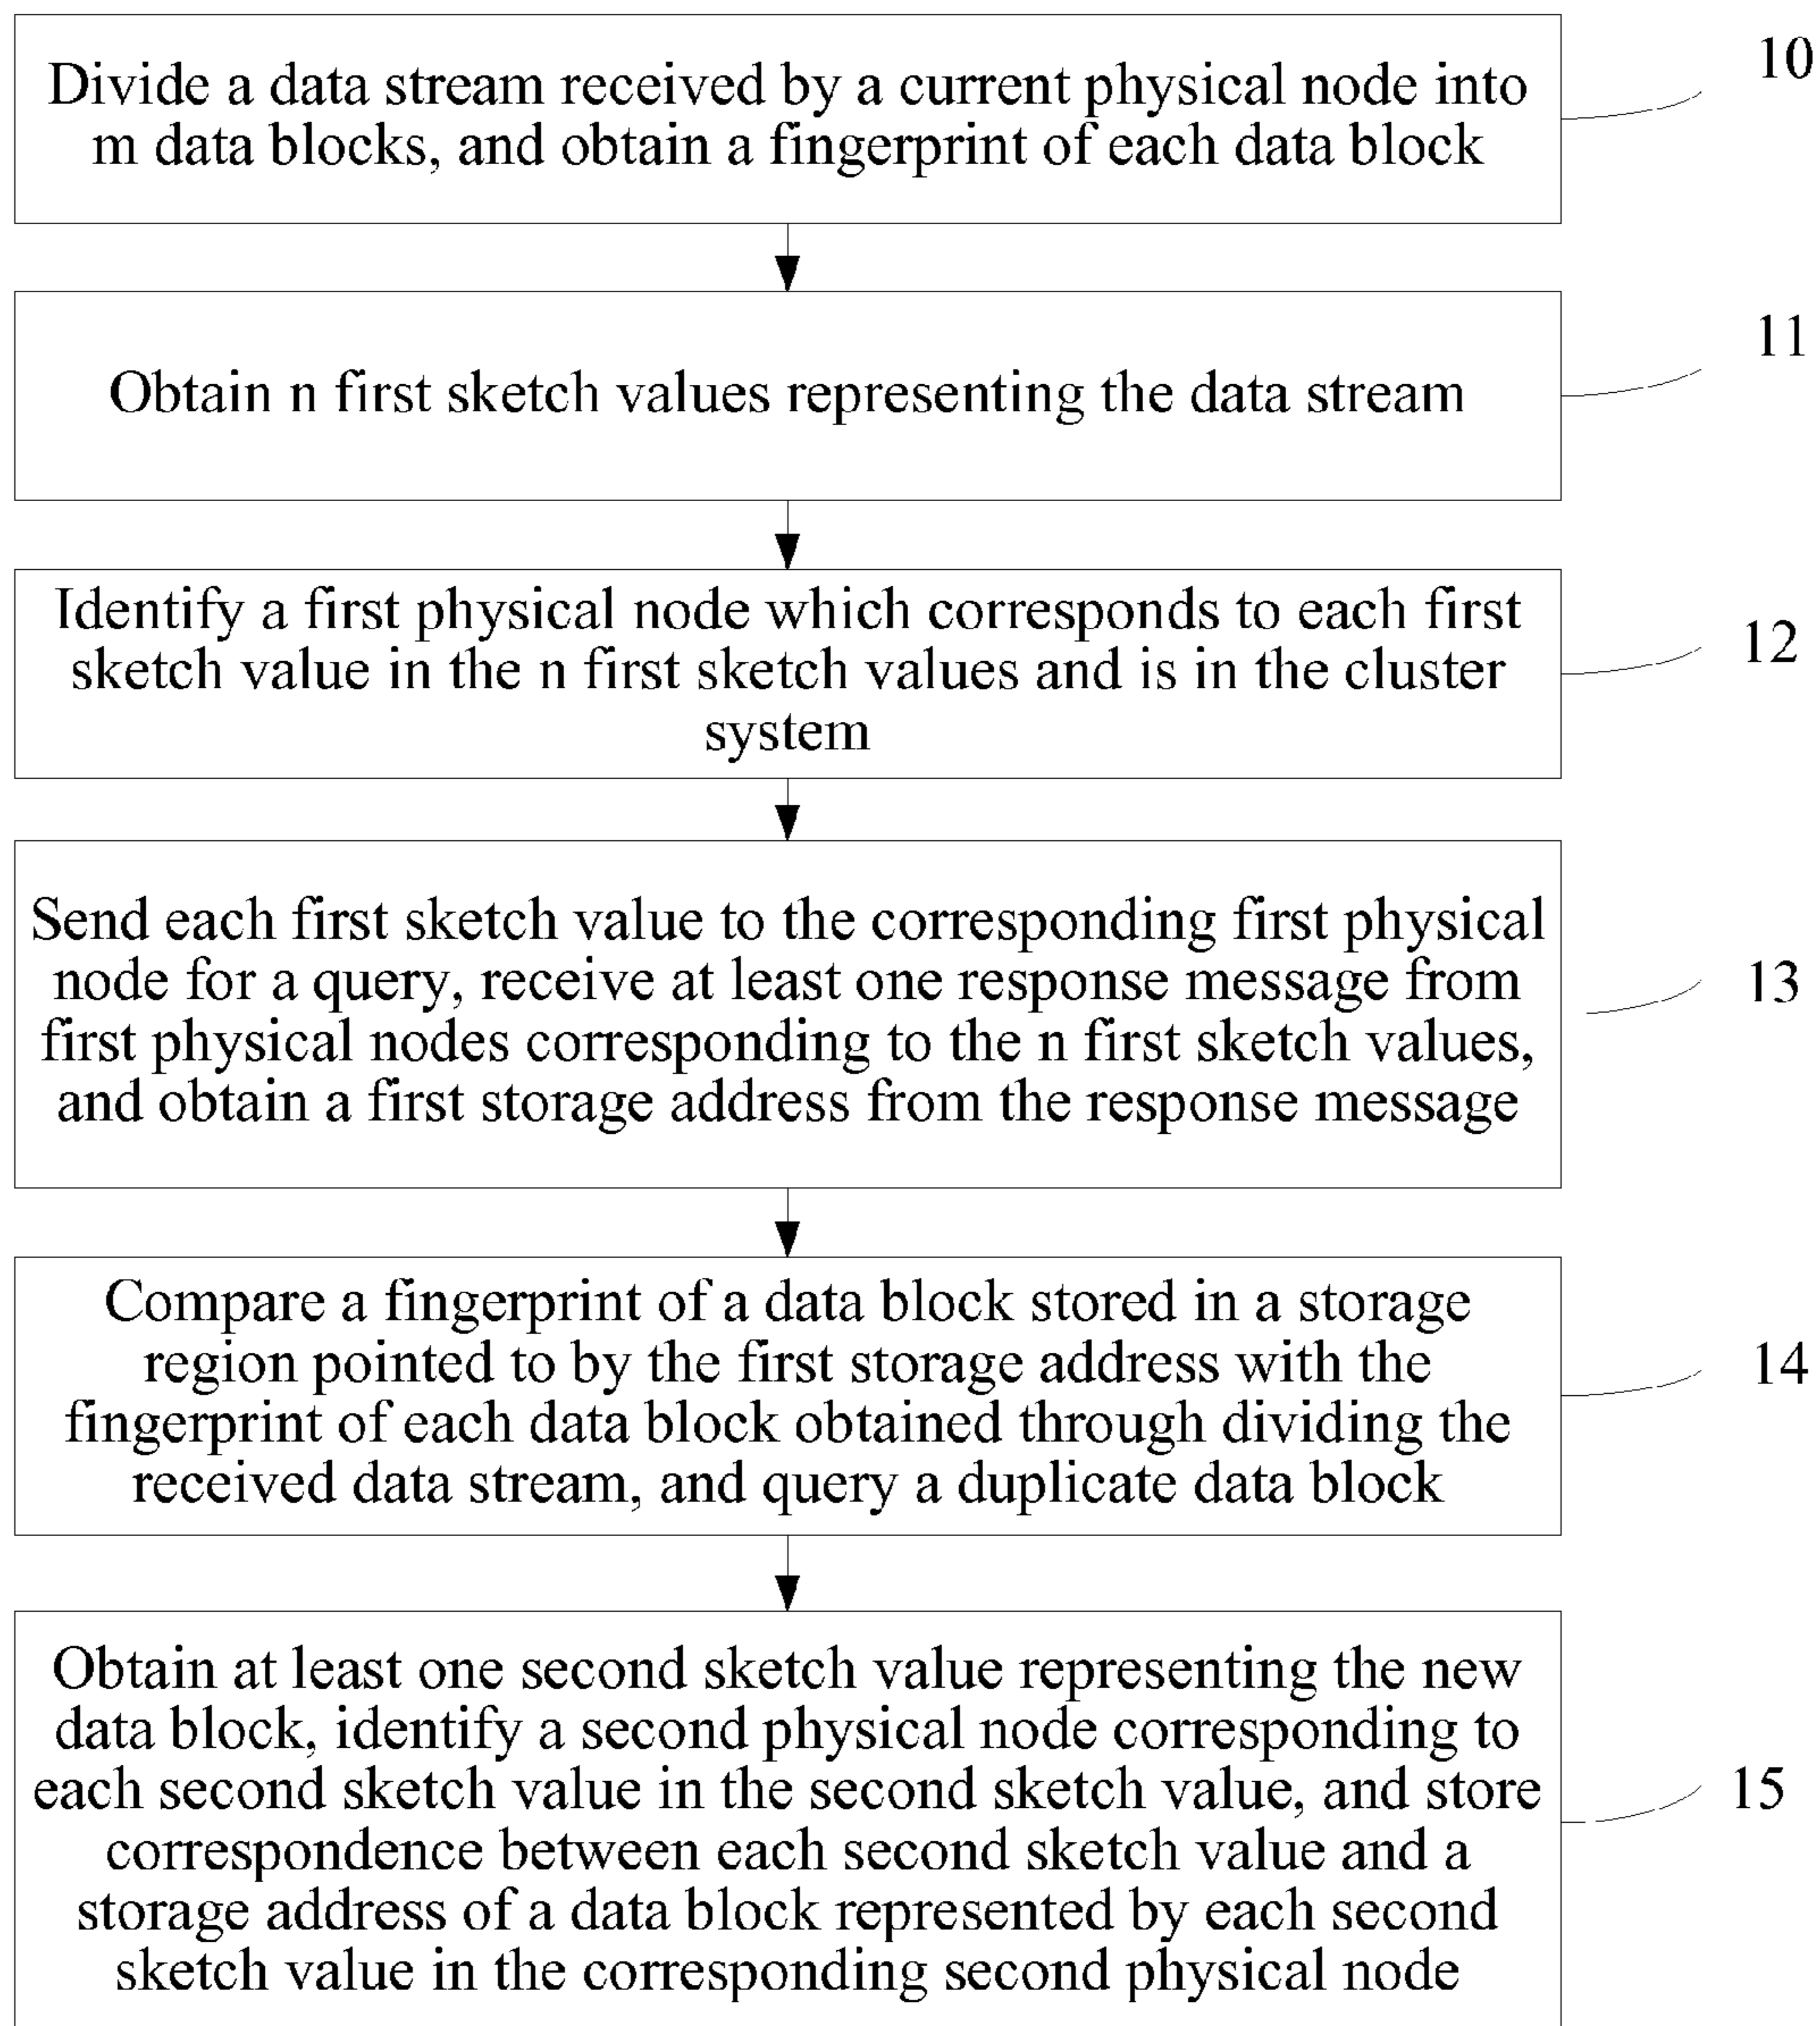 Divide a data stream received by a current physical node into
m data blocks, and obtain a fingerprint of each data block
10
Obtain n first sketch values representing the data stream
11
Identify a first physical node which corresponds to each first
sketch value in the n first sketch values and is in the cluster
system
12
Send each first sketch value to the corresponding first physical
node for a query, receive at least one response message from
first physical nodes corresponding to the n first sketch values,
and obtain a first storage address from the response message
13
Compare a fingerprint of a data block stored in a storage
region pointed to by the first storage address with the
fingerprint of each data block obtained through dividing the
received data stream, and query a duplicate data block
14
Obtain at least one second sketch value representing the new
data block, identify a second physical node corresponding to
each second sketch value in the second sketch value, and store
correspondence between each second sketch value and a
storage address of a data block represented by each second
sketch value in the corresponding second physical node
15